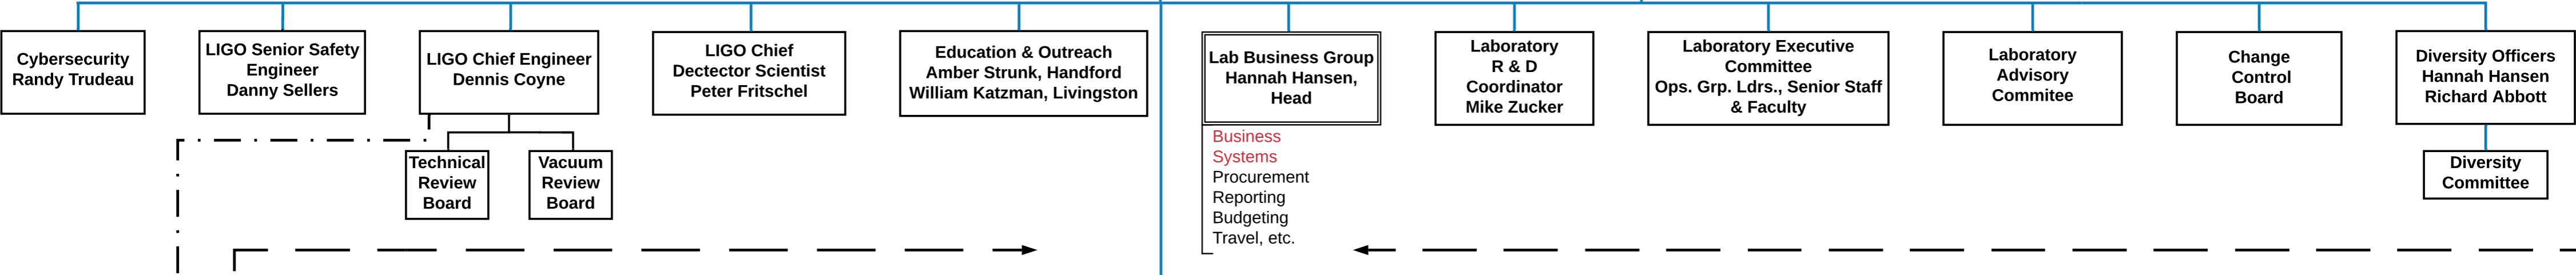 Cybersecurity
Randy Trudeau
LIGO Senior Safety
Engineer
Danny Sellers
LIGO Chief Engineer
Dennis Coyne
Technical
Review
Board
Vacuum
Review
Board
LIGO Chief
Dectector Scientist
Peter Fritschel
Education & Outreach
Amber Strunk, Handford
William Katzman, Livingston
Lab Business Group
Hannah Hansen,
Head
Business
Systems
Procurement
Reporting
Budgeting
Travel, etc.
Laboratory
R & D
Coordinator
Mike Zucker
Laboratory Executive
Committee
Ops. Grp. Ldrs., Senior Staff
& Faculty
Laboratory
Advisory
Commitee
Change
Control
Board
Diversity Officers
Hannah Hansen
Richard Abbott
Diversity
Committee